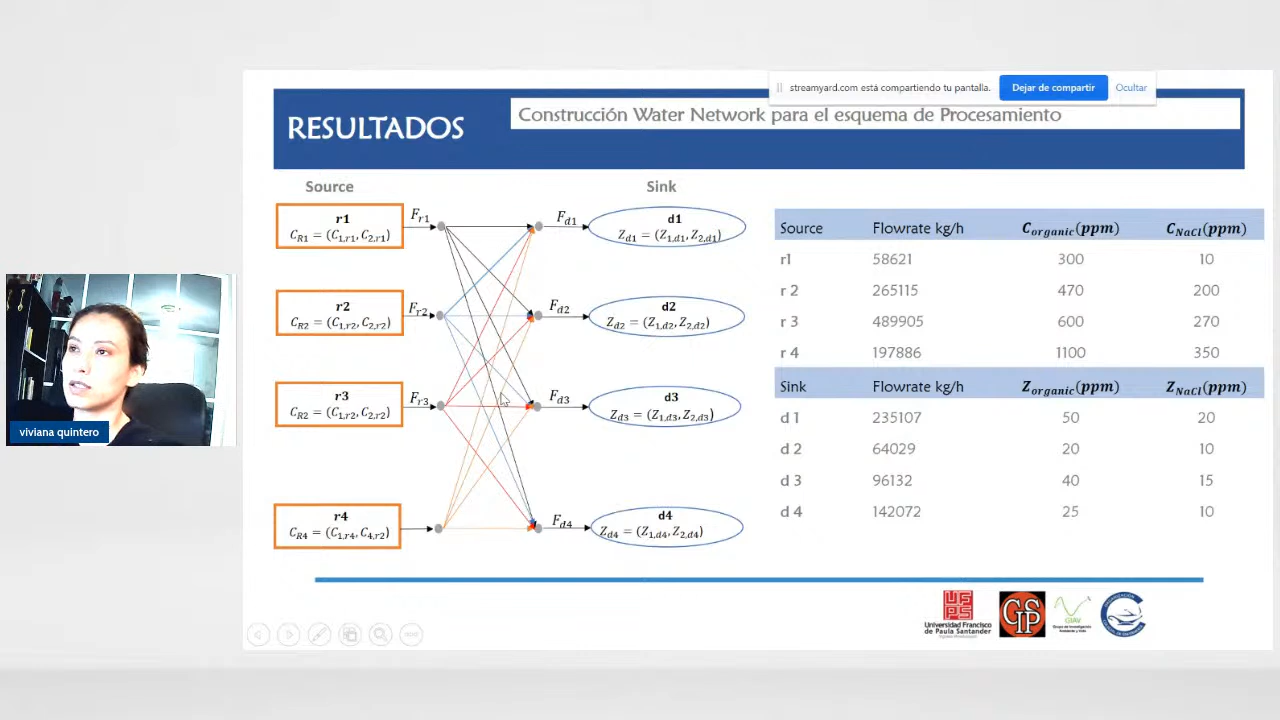 streamyard.com está compartiendo tu pantalla.
Dejar de compartir
Ocultar
RESULTADOS
Construcción Water Network para el esquema de Procesamiento
Source
Sink
r1
C_R1 = (C_1,r1, C_2,r1)
F_r1
F_d1
d1
Z_d1 = (Z_1,d1, Z_2,d1)
r2
C_R2 = (C_1,r2, C_2,r2)
F_r2
F_d2
d2
Z_d2 = (Z_1,d2, Z_2,d2)
r3
C_R2 = (C_1,r2, C_2,r2)
F_r3
F_d3
d3
Z_d3 = (Z_1,d3, Z_2,d3)
r4
C_R4 = (C_1,r4, C_4,r2)
F_d4
d4
Z_d4 = (Z_1,d4, Z_2,d4)
Source Flowrate kg/h C_organic(ppm) C_NaCl(ppm)
r1 58621 300 10
r 2 265115 470 200
r 3 489905 600 270
r 4 197886 1100 350
Sink Flowrate kg/h Z_organic(ppm) Z_NaCl(ppm)
d 1 235107 50 20
d 2 64029 20 10
d 3 96132 40 15
d 4 142072 25 10
viviana quintero
UFPS
Universidad Francisco
de Paula Santander
GIAV